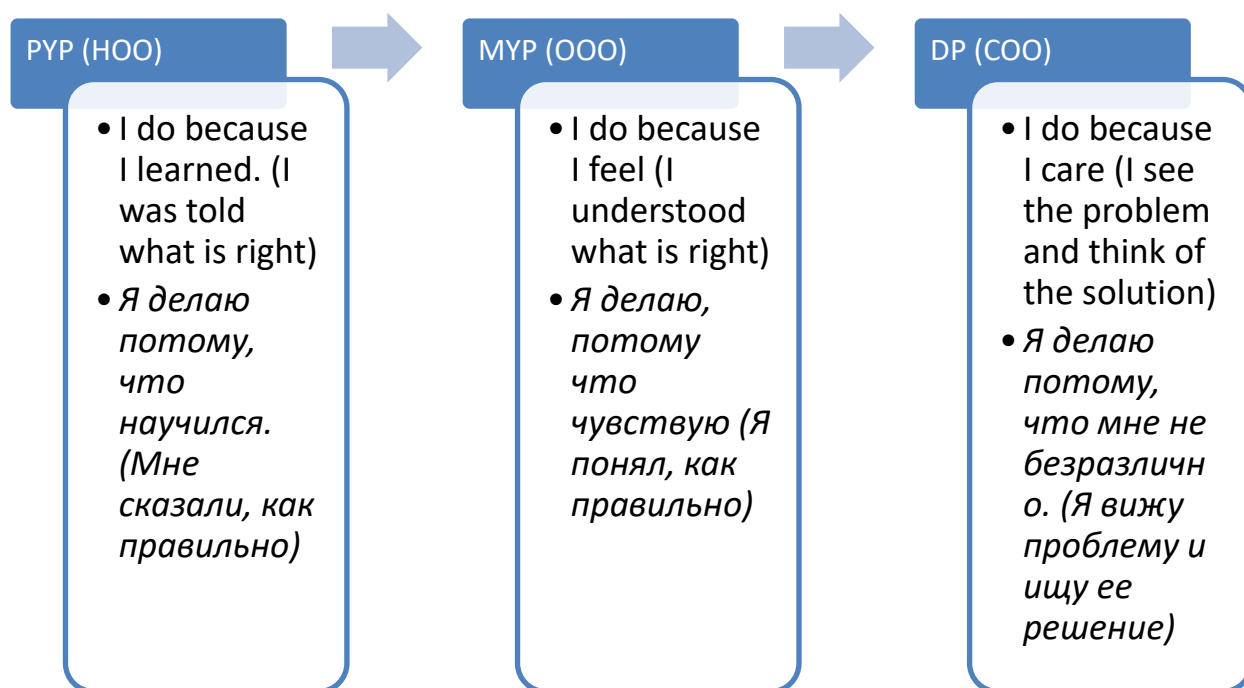 PYP (НОО)
• I do because
I learned. (I
was told
what is right)
• Я делаю
потому,
что
научился.
(Мне
сказали, как
правильно)
MYP (ООО)
• I do because
I feel (I
understood
what is right)
• Я делаю,
потому
что
чувствую (Я
понял, как
правильно)
DP (СОО)
• I do because
I care (I see
the problem
and think of
the solution)
• Я делаю
потому,
что мне не
безразличн
о. (Я вижу
проблему и
ищу ее
решение)